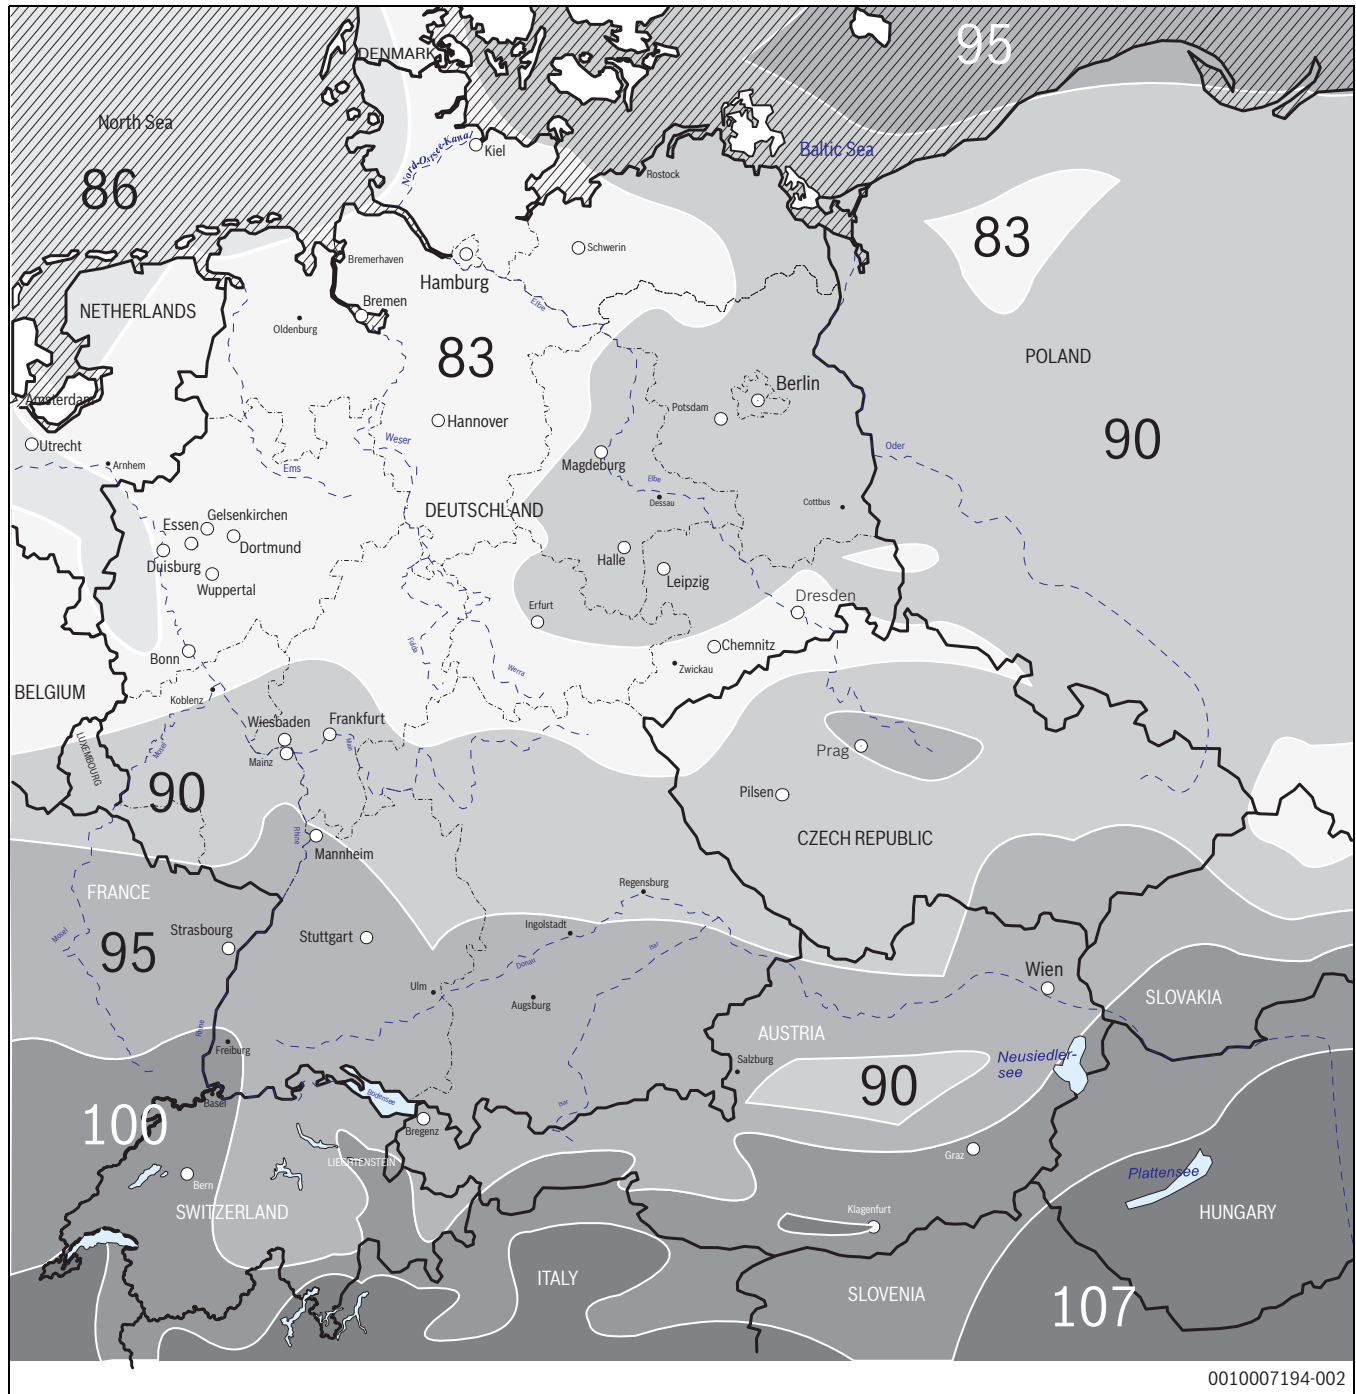 DENMARK
95
North Sea
Nord-Ostsee-Kanal
Kiel
Baltic Sea
86
Rostock
83
Schwerin
Bremerhaven
Hamburg
Bremen
NETHERLANDS
Elbe
Oldenburg
83
POLAND
Berlin
Amsterdam
Potsdam
Hannover
90
Utrecht
Weser
Oder
Arnhem
Ems
Magdeburg
Elbe
Dessau
Cottbus
DEUTSCHLAND
Gelsenkirchen
Essen
Dortmund
Duisburg
Halle
Wuppertal
Leipzig
Dresden
Erfurt
Fulda
Chemnitz
Bonn
Werra
Zwickau
BELGIUM
Koblenz
Wiesbaden
Frankfurt
LUXEMBOURG
Mosel
Main
Prag
Mainz
90
Pilsen
Rhine
CZECH REPUBLIC
Mannheim
FRANCE
Regensburg
Mosel
Strasbourg
Stuttgart
Ingolstadt
95
Isar
Donau
Wien
Ulm
Augsburg
SLOVAKIA
Rhine
AUSTRIA
Freiburg
Salzburg
Neusiedler-
see
90
Basel
Bodensee
Isar
100
Bregenz
Graz
LIECHTENSTEIN
Plattensee
Bern
SWITZERLAND
Klagenfurt
HUNGARY
ITALY
SLOVENIA
107
0010007194-002